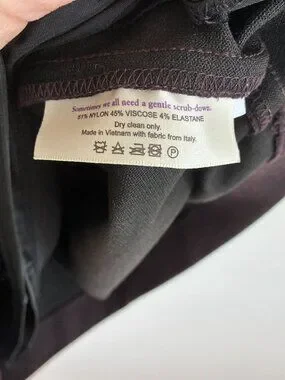 Sometimes we all need a gentle scrub-down.
51% NYLON 45% VISCOSE 4% ELASTANE
Dry clean only.
Made in Vietnam with fabric from Italy.
P